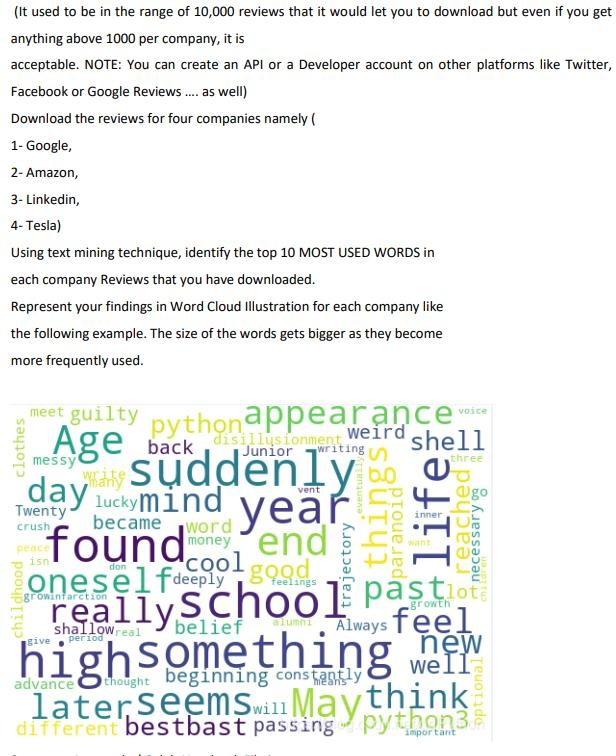 (It used to be in the range of 10,000 reviews that it would let you to download but even if you get
anything above 1000 per company, it is
acceptable. NOTE: You can create an API or a Developer account on other platforms like Twitter,
Facebook or Google Reviews .... as well)
Download the reviews for four companies namely (
1- Google,
2- Amazon,
3- Linkedin,
4- Tesla)
Using text mining technique, identify the top 10 MOST USED WORDS in
each company Reviews that you have downloaded.
Represent your findings in Word Cloud Illustration for each company like
the following example. The size of the words gets bigger as they become
more frequently used.
meet guilty python appearance voice
clothes Age back disillusionment weird shell
Junior writing three
messy write many suddenly eventually things life
day lucky mind vent year paranoid reached go
Twenty inner necessary
crush became word trajectory
peace found money end want
isn don cool good children
childhood oneself deeply feelings past lot
grow infarction growth
really school
shallow real belief alumni Always feel
give period new
high something well
advance thought beginning constantly means optional
later seems will May think
different best bast passing python3
important